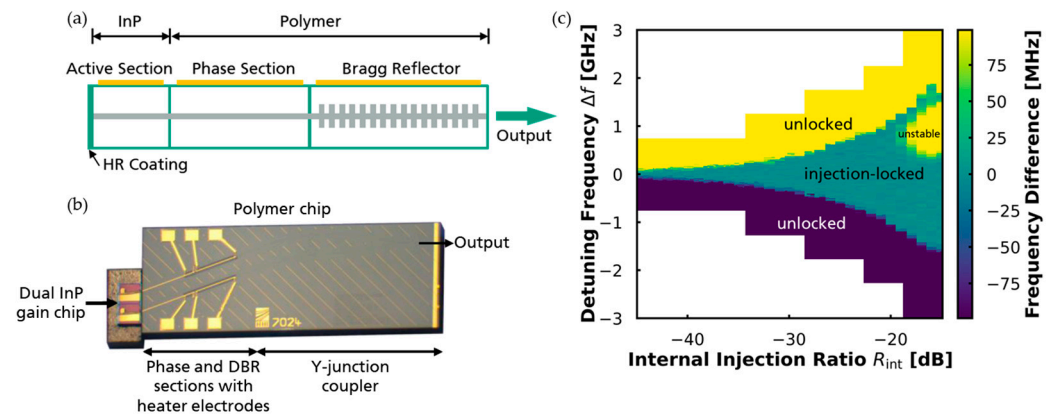 (a)
InP
Polymer
Active Section
Phase Section
Bragg Reflector
Output
HR Coating
(b)
Polymer chip
Output
Dual InP
gain chip
7024
Phase and DBR
sections with
heater electrodes
Y-junction
coupler
(c)
Detuning Frequency Δf [GHz]
3
2
1
0
−1
−2
−3
unlocked
unstable
injection-locked
unlocked
−40
−30
−20
Internal Injection Ratio Rint [dB]
75
50
25
0
−25
−50
−75
Frequency Difference [MHz]